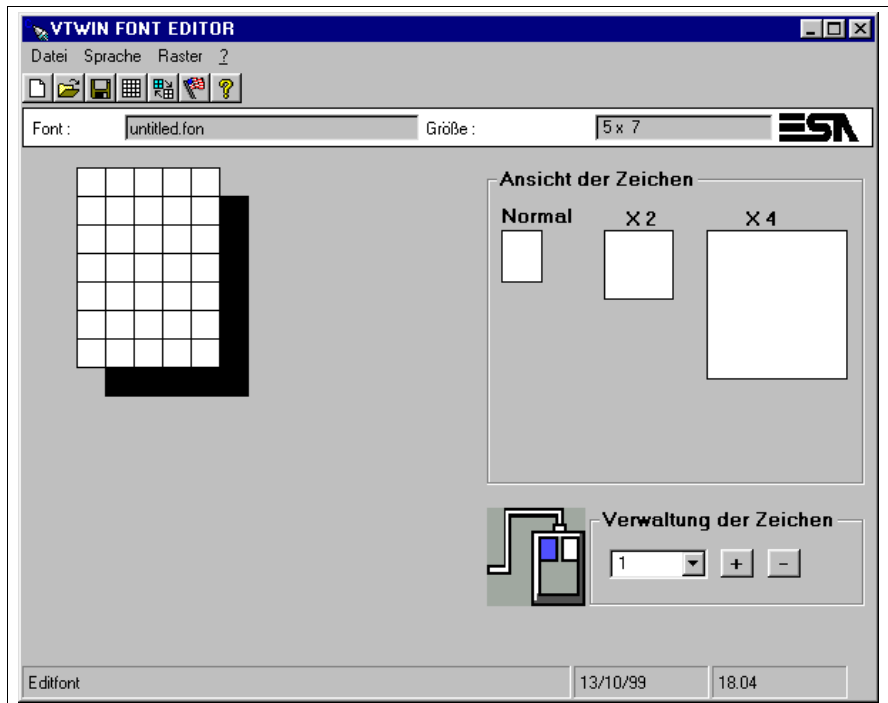 VTWIN FONT EDITOR
Datei Sprache Raster ?
Font : untitled.fon Größe : 5 x 7 ESA
Ansicht der Zeichen
Normal X 2 X 4
Verwaltung der Zeichen
1 + -
Editfont 13/10/99 18.04